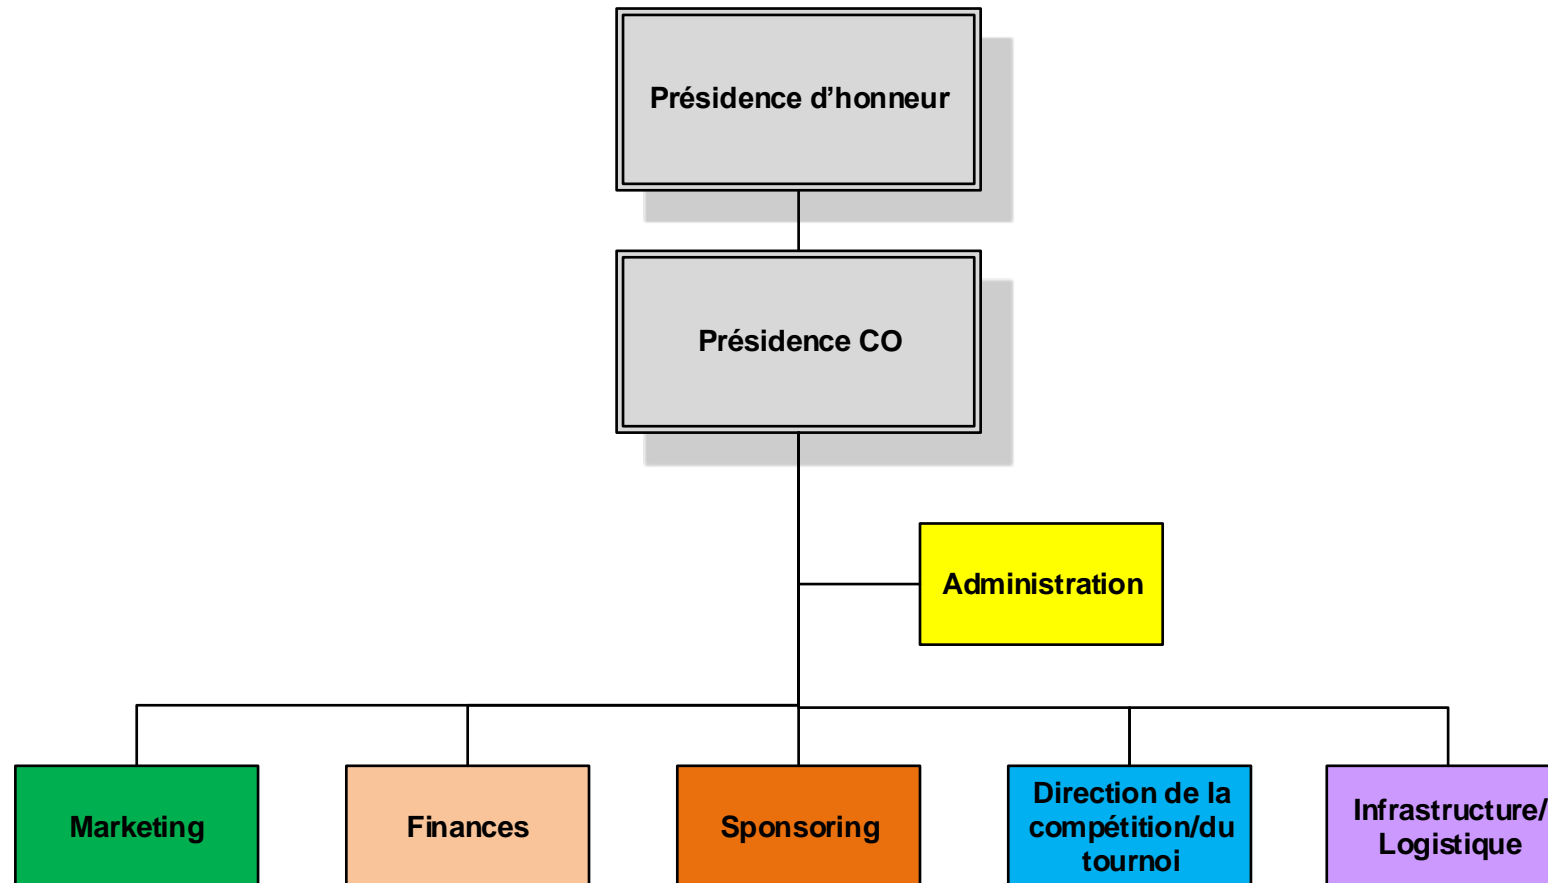 Présidence d’honneur
Présidence CO
Administration
Marketing
Finances
Sponsoring
Direction de la
compétition/du
tournoi
Infrastructure/
Logistique